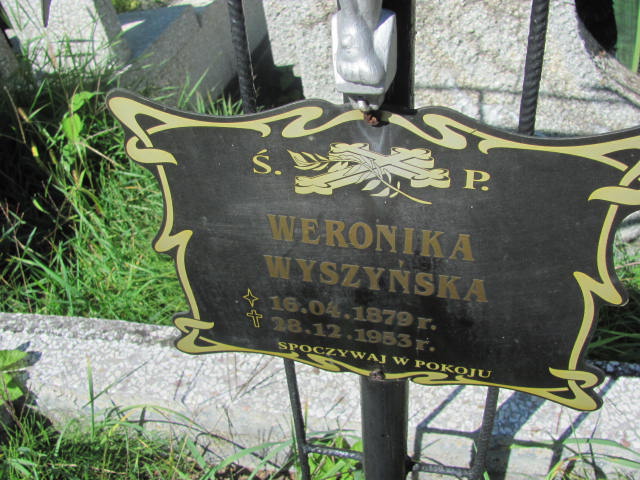 Ś. P.
WERONIKA
WYSZYŃSKA
16.04.1879 r.
28.12.1953 r.
SPOCZYWAJ W POKOJU